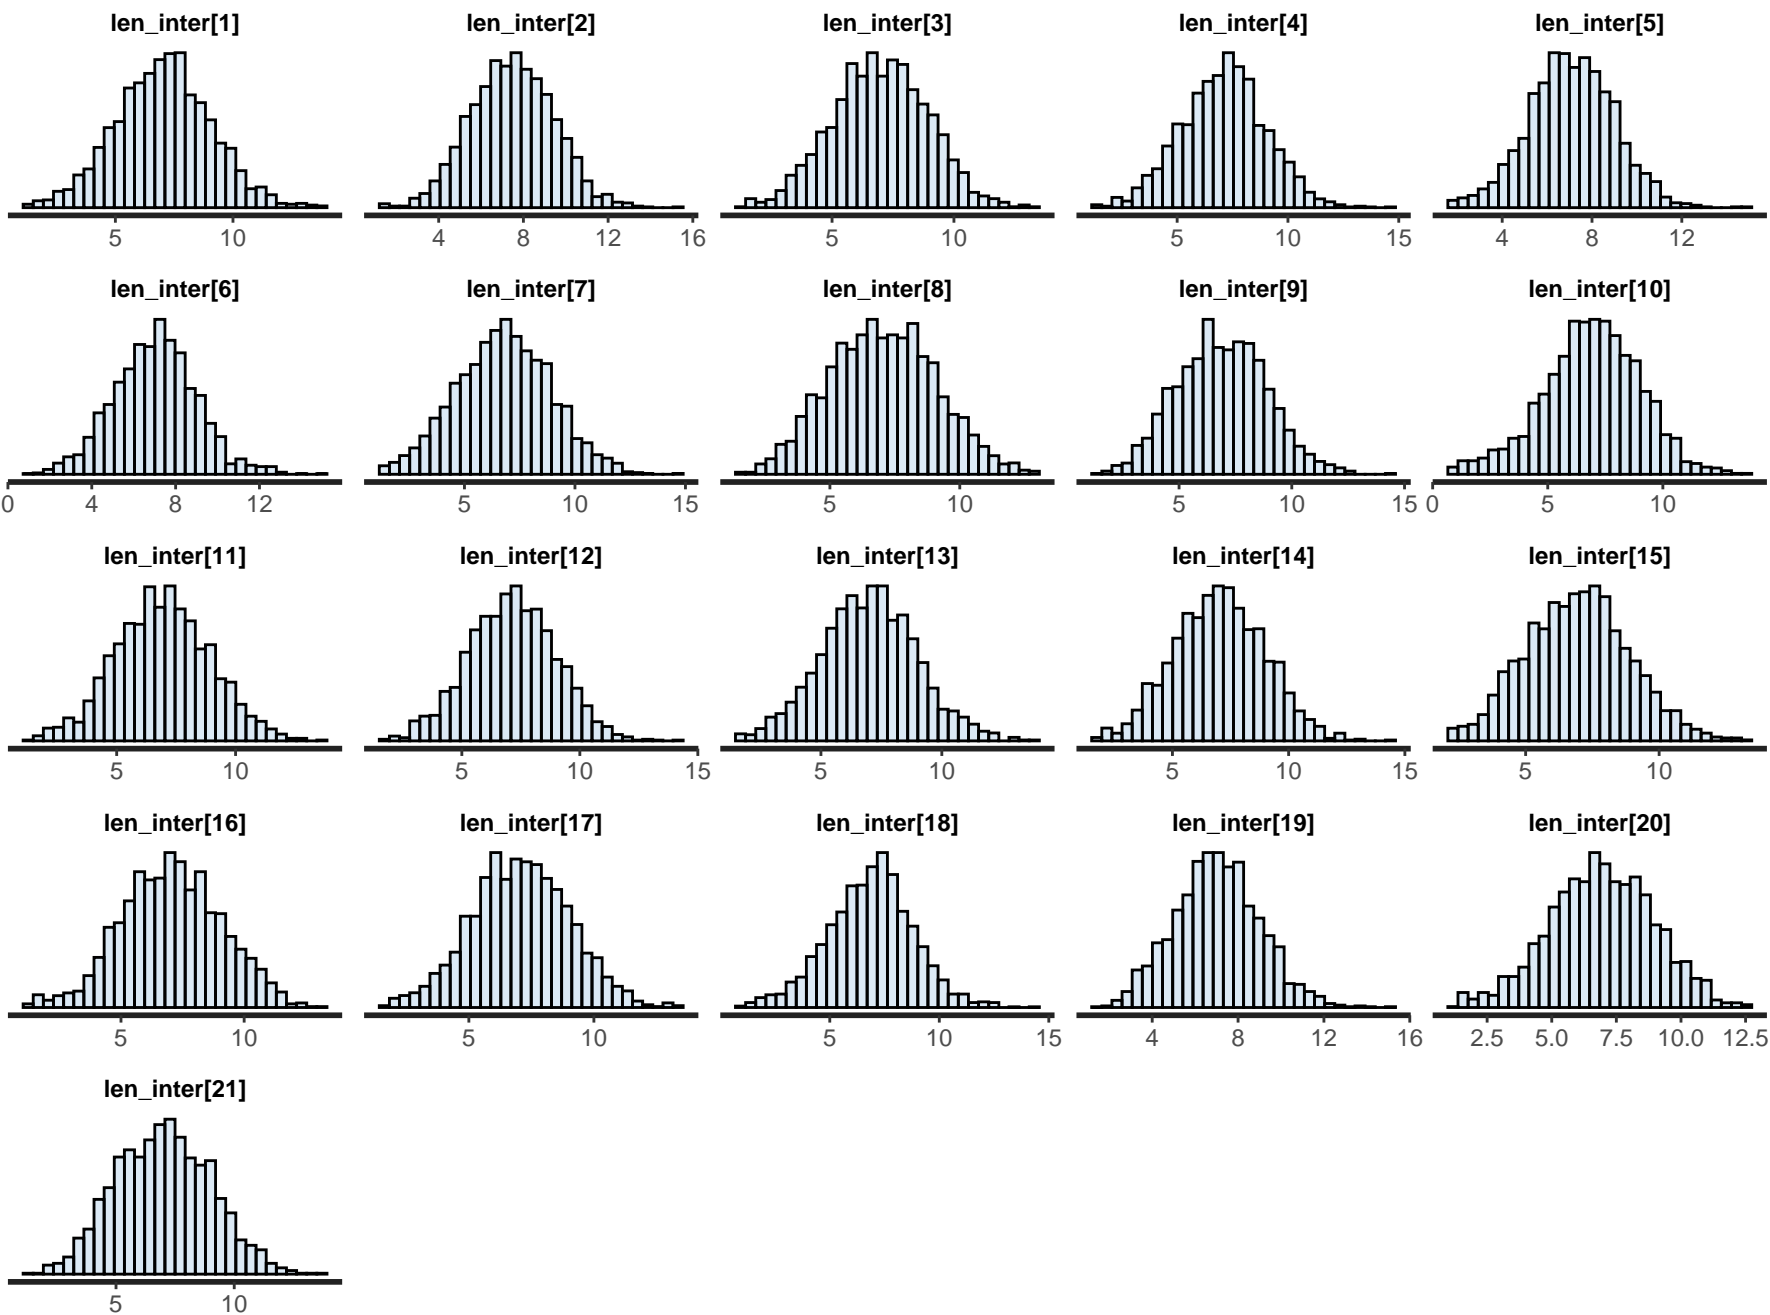 len_inter[1] len_inter[2] len_inter[3] len_inter[4] len_inter[5]
5 10 4 8 12 16 5 10 5 10 15 4 8 12
len_inter[6] len_inter[7] len_inter[8] len_inter[9] len_inter[10]
0 4 8 12 5 10 15 5 10 5 10 15 0 5 10
len_inter[11] len_inter[12] len_inter[13] len_inter[14] len_inter[15]
5 10 5 10 15 5 10 5 10 15 5 10
len_inter[16] len_inter[17] len_inter[18] len_inter[19] len_inter[20]
5 10 5 10 5 10 15 4 8 12 16 2.5 5.0 7.5 10.0 12.5
len_inter[21]
5 10